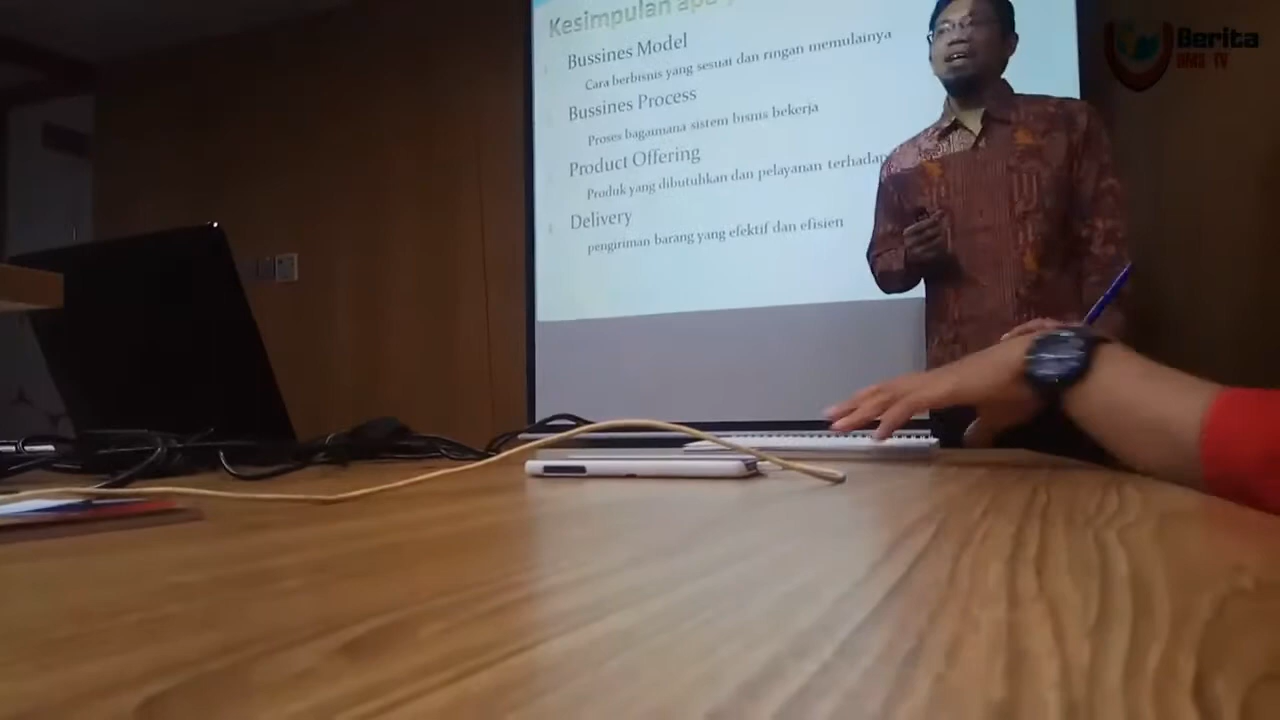 Kesimpulan apa
Bussines Model
Cara berbisnis yang sesuai dan ringan memulainya
Bussines Process
Proses bagaimana sistem bisnis bekerja
Product Offering
Produk yang dibutuhkan dan pelayanan terhadap
Delivery
pengiriman barang yang efektif dan efisien
Berita